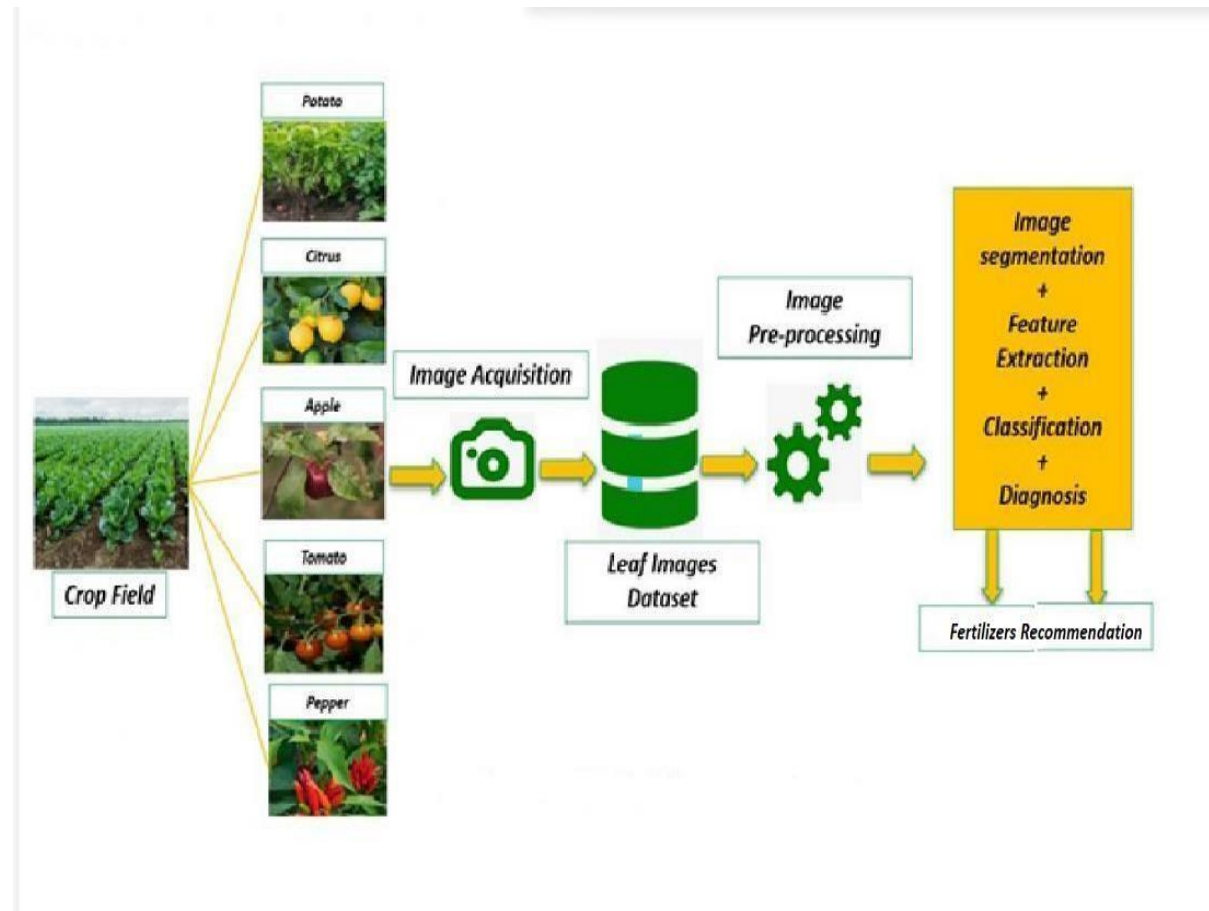 Potato
Citrus
Apple
Tomato
Pepper
Crop Field
Image Acquisition
Leaf Images
Dataset
Image
Pre-processing
Image
segmentation
+
Feature
Extraction
+
Classification
+
Diagnosis
Fertilizers Recommendation